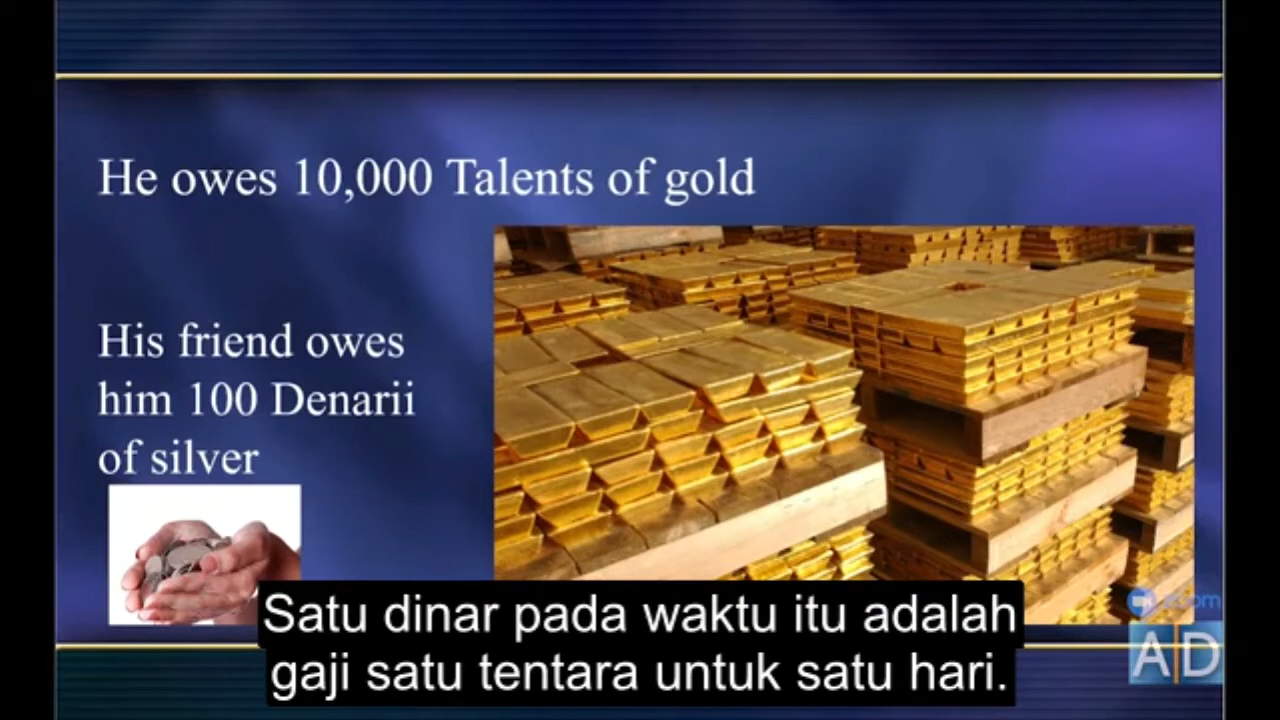 He owes 10,000 Talents of gold
His friend owes
him 100 Denarii
of silver
Satu dinar pada waktu itu adalah
gaji satu tentara untuk satu hari.
A|D